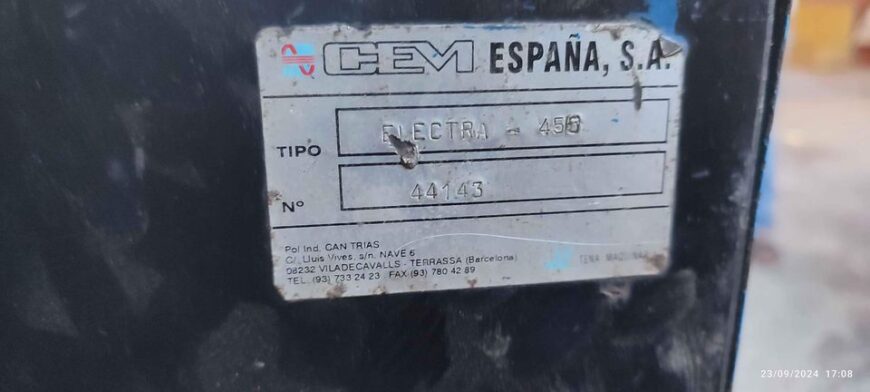 CEM ESPAÑA, S.A.
TIPO ELECTRA - 455
Nº 44143
Pol Ind. CAN TRIAS
C/. Lluis Vives, s/n. NAVE 6
08232 VILADECAVALLS - TERRASSA (Barcelona)
TEL. (93) 733 24 23 FAX (93) 780 42 89
23/09/2024 17:08